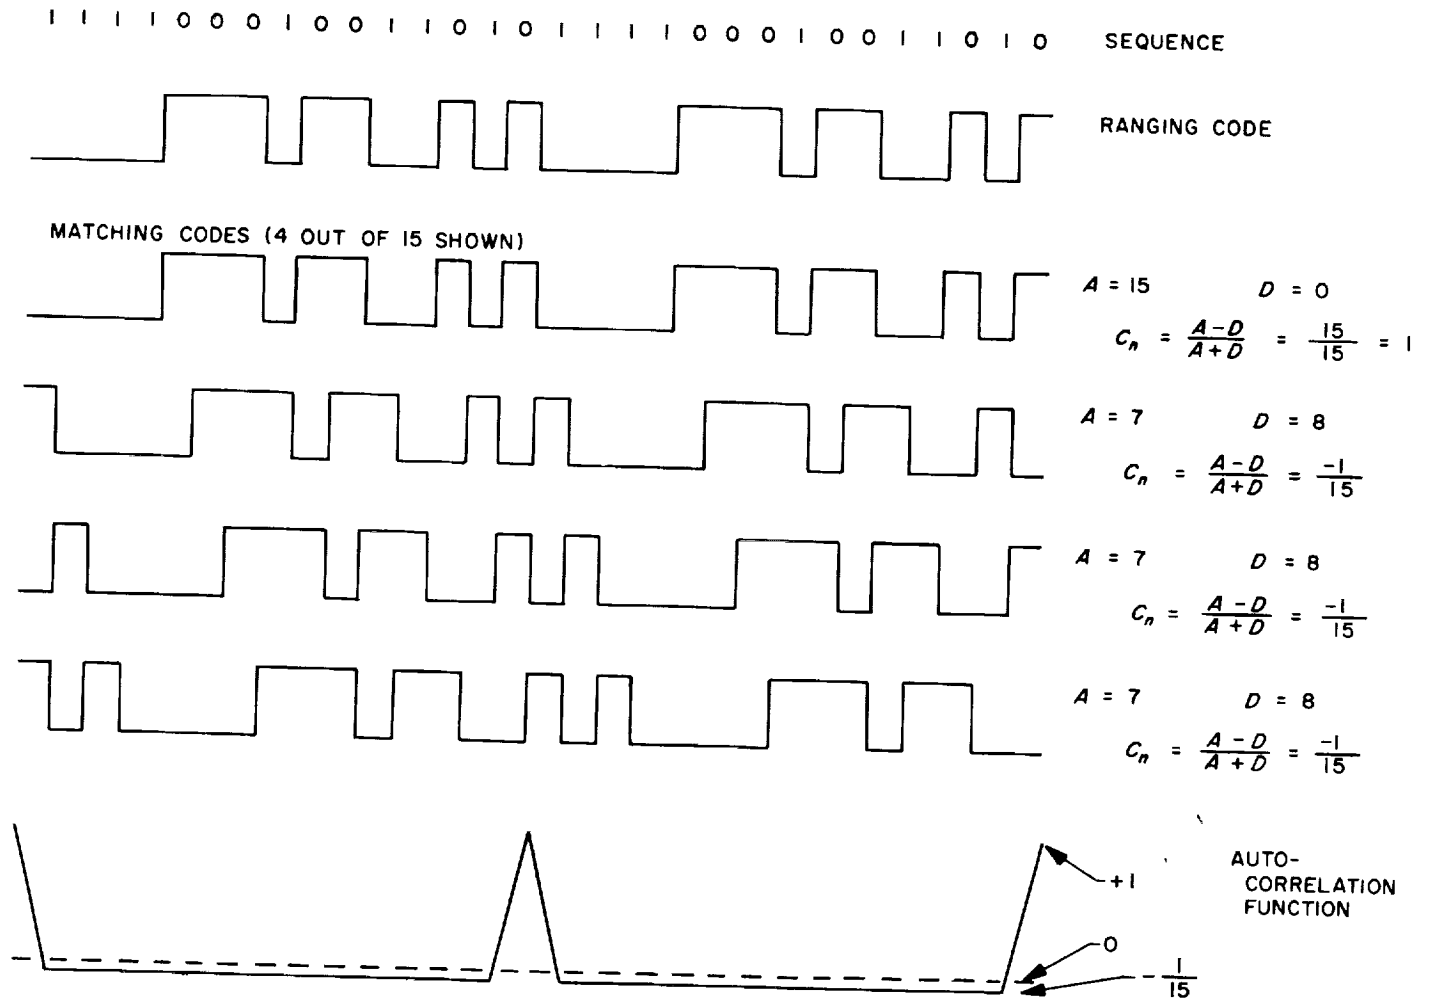 1 1 1 1 0 0 0 1 0 0 1 1 0 1 0 1 1 1 1 0 0 0 1 0 0 1 1 0 1 0 SEQUENCE
RANGING CODE
MATCHING CODES (4 OUT OF 15 SHOWN)
A = 15 D = 0
Cn = A-D/A+D = 15/15 = 1
A = 7 D = 8
Cn = A-D/A+D = -1/15
A = 7 D = 8
Cn = A-D/A+D = -1/15
A = 7 D = 8
Cn = A-D/A+D = -1/15
+1
AUTO-
CORRELATION
FUNCTION
0
-1/15